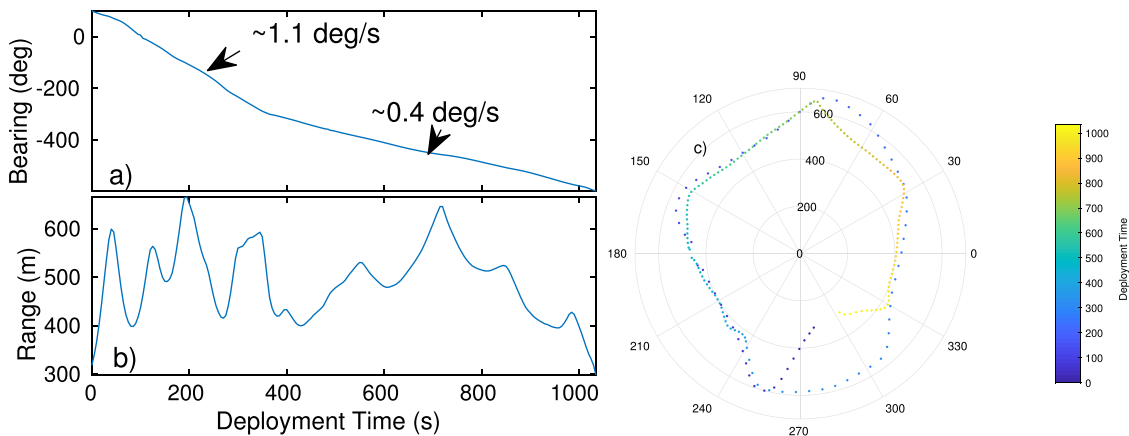 ~1.1 deg/s
0
-200
~0.4 deg/s
-400
Bearing (deg)
a)
600
500
400
300
Range (m)
b)
0 200 400 600 800 1000
Deployment Time (s)
90
120 60
600
c)
150 400 30
200
180 0 0
210 330
240 300
270
1000
900
800
700
600
500
400
300
200
100
0
Deployment Time